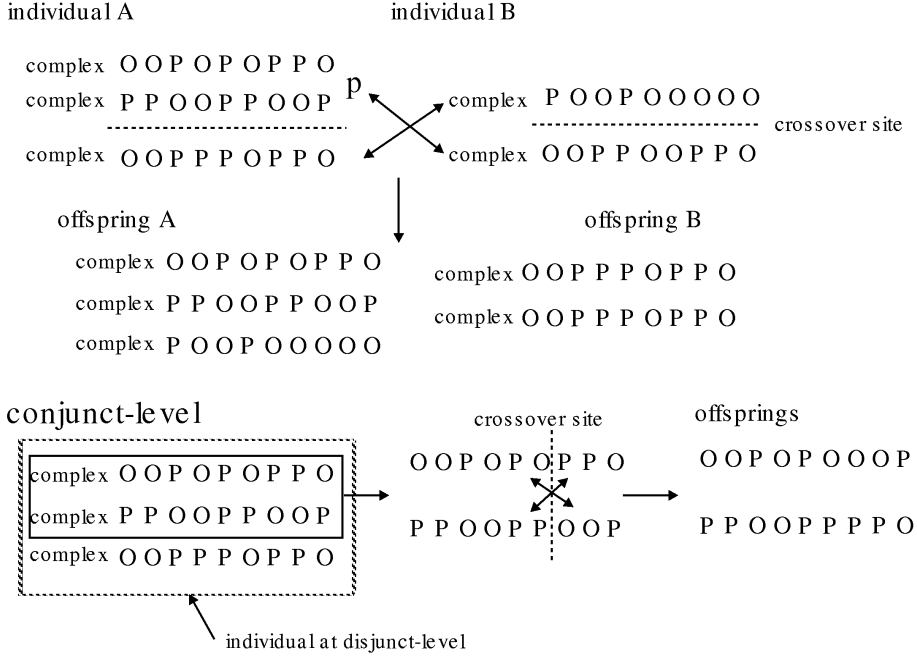 individual A
individual B
complex O O P O P O P P O
complex P P O O P P O O P
p
complex O O P P P O P P O
complex P O O P O O O O O
crossover site
complex O O P P O O P P O
offspring A
complex O O P O P O P P O
complex P P O O P P O O P
complex P O O P O O O O O
offspring B
complex O O P P P O P P O
complex O O P P P O P P O
conjunct-level
complex O O P O P O P P O
complex P P O O P P O O P
complex O O P P P O P P O
individual at disjunct-level
crossover site
O O P O P O P P O
P P O O P P O O P
offsprings
O O P O P O O O P
P P O O P P P P O